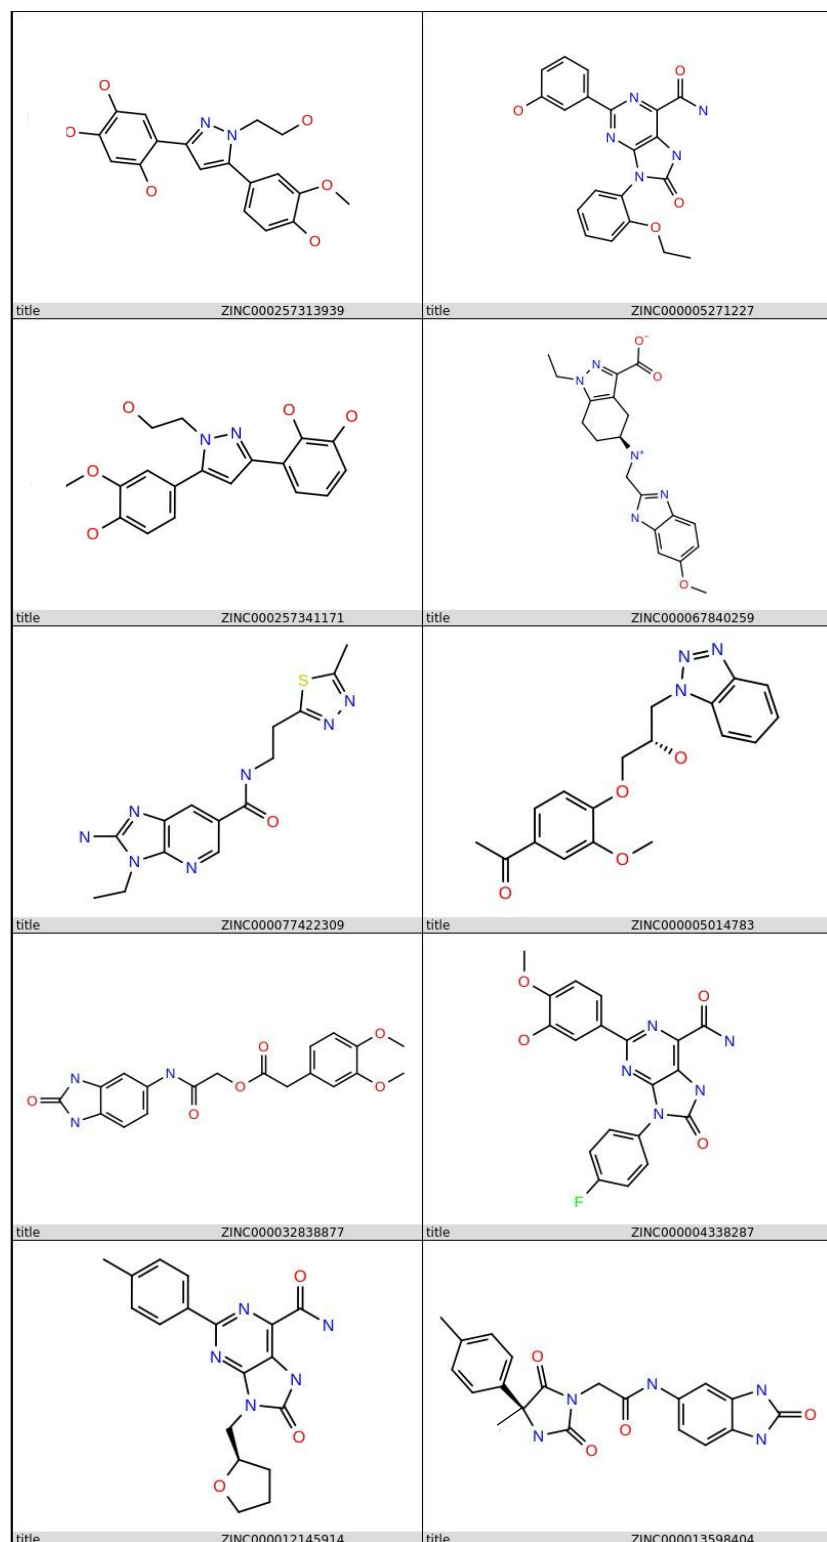 O
O
O
N
N
O
O
O
O
N
O
N
N
N
N
O
O
title ZINC000257313939
title ZINC000005271227
O
N
N
O
O
O
O
O⁻
O
N
N
N⁺
N
N
O
title ZINC000257341171
title ZINC000067840259
S
N
N
N
O
N
N
N
N
N
N
N
O
O
O
O
title ZINC000077422309
title ZINC000005014783
O
N
N
N
O
O
O
O
O
O
O
O
N
N
N
N
N
O
F
title ZINC000032838877
title ZINC000004338287
O
N
N
N
N
N
O
O
O
N
N
O
N
O
N
N
O
title ZINC000012145914
title ZINC000013598404